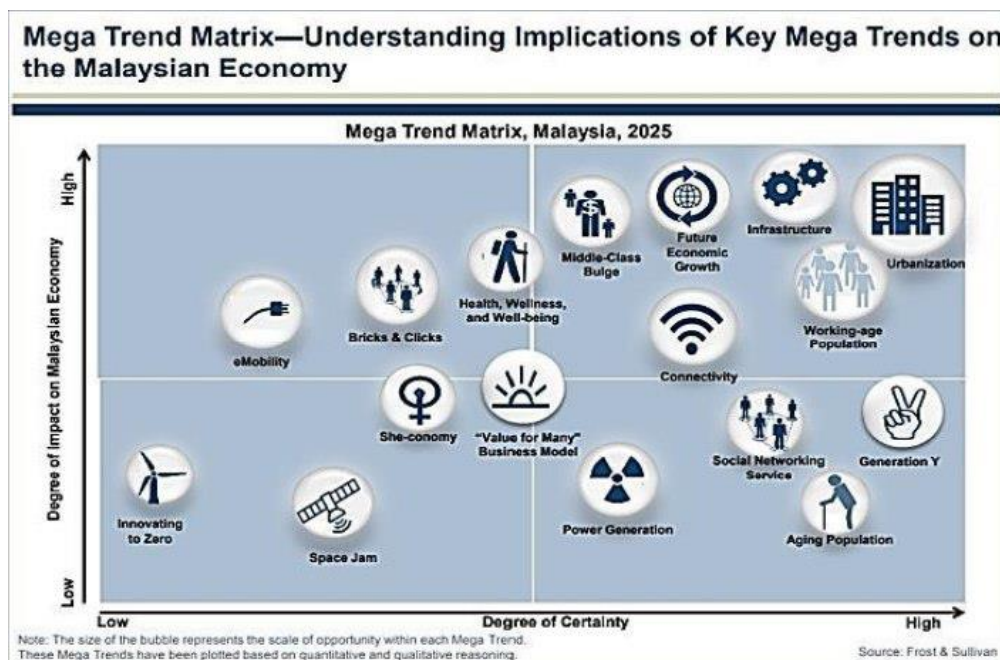 Mega Trend Matrix—Understanding Implications of Key Mega Trends on
the Malaysian Economy
Mega Trend Matrix, Malaysia, 2025
High
Degree of Impact on Malaysian Economy
Low
Middle-Class
Bulge
Future
Economic
Growth
Infrastructure
Urbanization
Health, Wellness,
and Well-being
Working-age
Population
Bricks & Clicks
eMobility
Connectivity
She-conomy
"Value for Many"
Business Model
Social Networking
Service
Generation Y
Innovating
to Zero
Space Jam
Power Generation
Aging Population
Low
Degree of Certainty
High
Note: The size of the bubble represents the scale of opportunity within each Mega Trend.
These Mega Trends have been plotted based on quantitative and qualitative reasoning.
Source: Frost & Sullivan